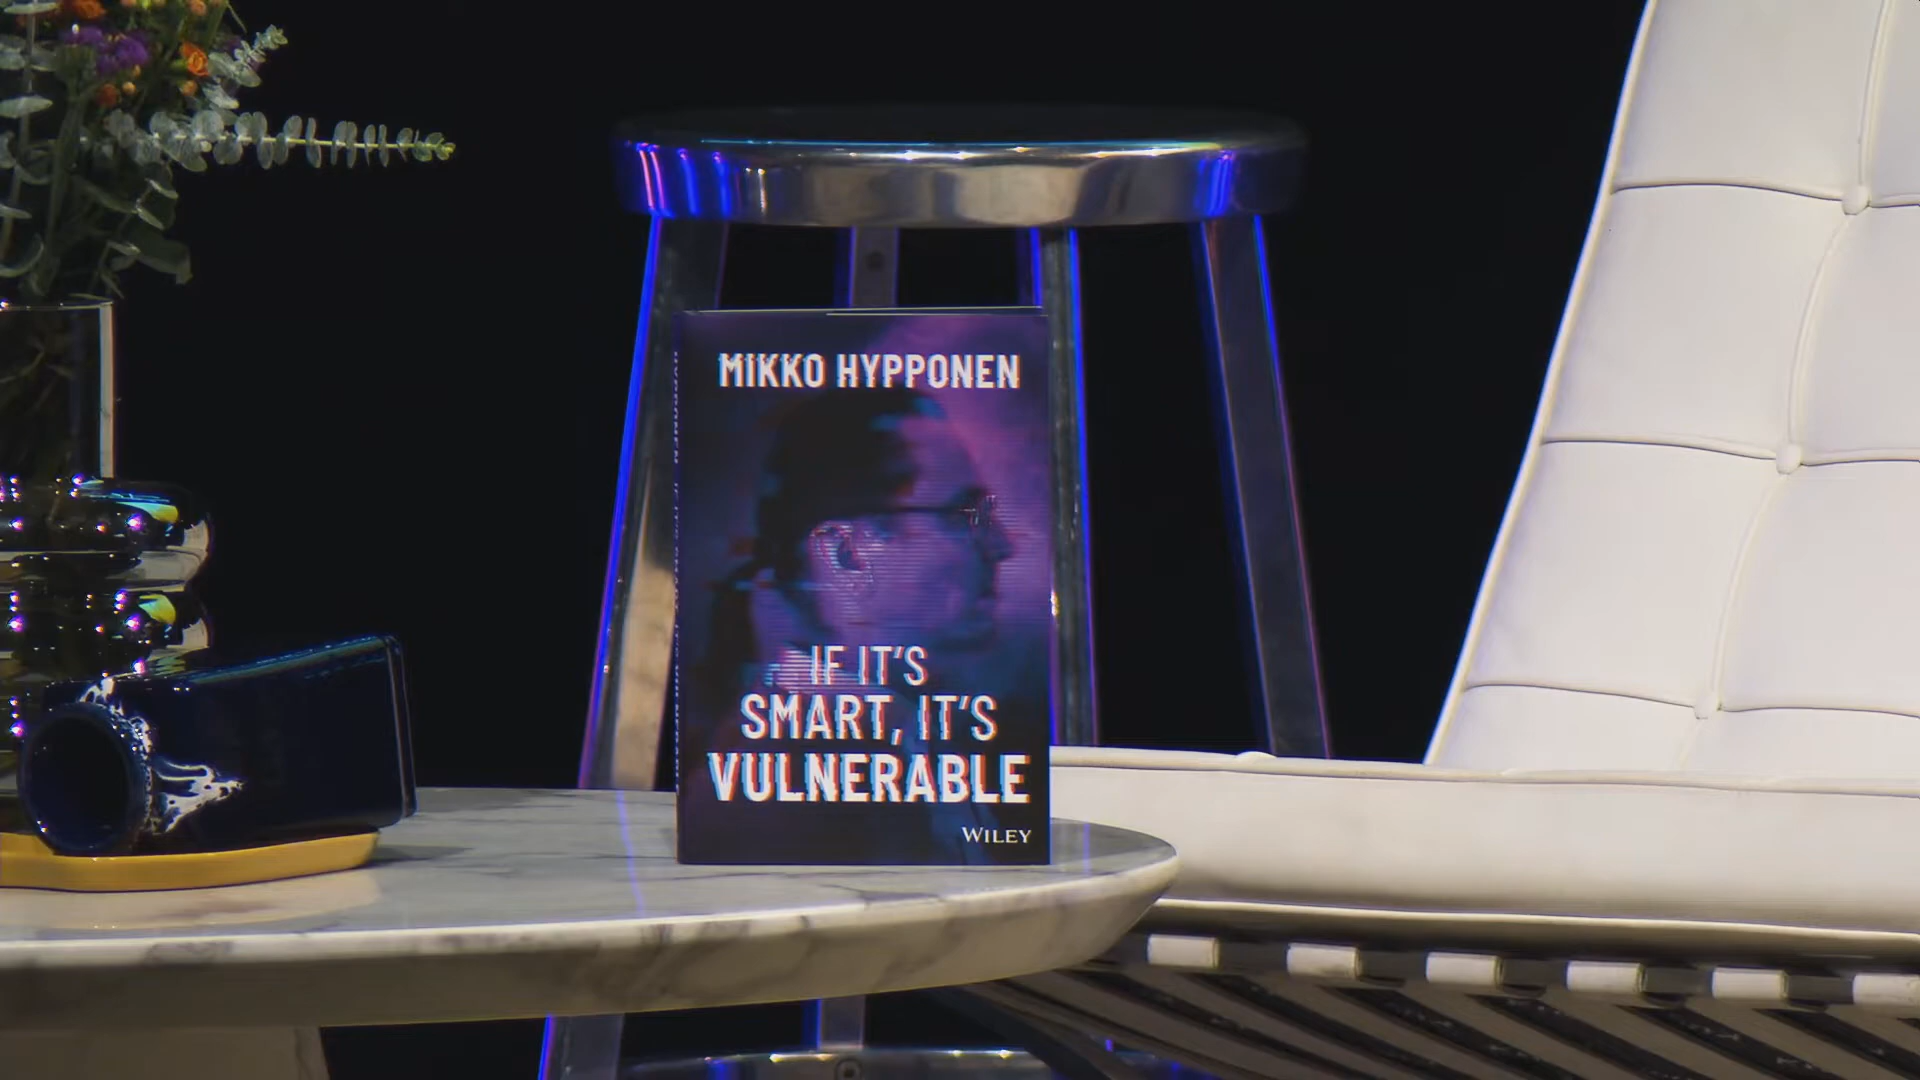 MIKKO HYPPONEN
IF IT'S
SMART, IT'S
VULNERABLE
WILEY